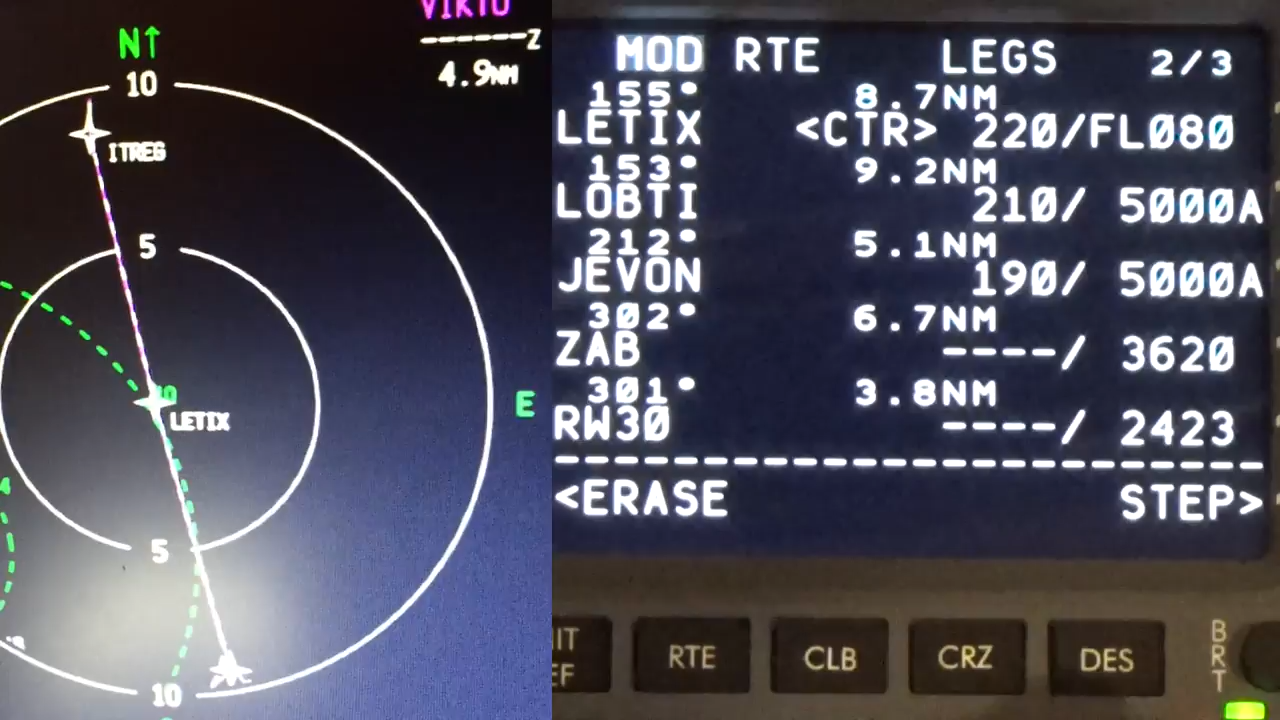 VIKTO
------Z
4.9NM
N↑
10
ITREG
5
LETIX
E
5
10
4
MOD RTE LEGS 2/3
155° 8.7NM
LETIX <CTR> 220/FL080
153° 9.2NM
LOBTI 210/ 5000A
212° 5.1NM
JEVON 190/ 5000A
302° 6.7NM
ZAB ----/ 3620
301° 3.8NM
RW30 ----/ 2423
------------------------
<ERASE STEP>
RTE
CLB
CRZ
DES
BRT